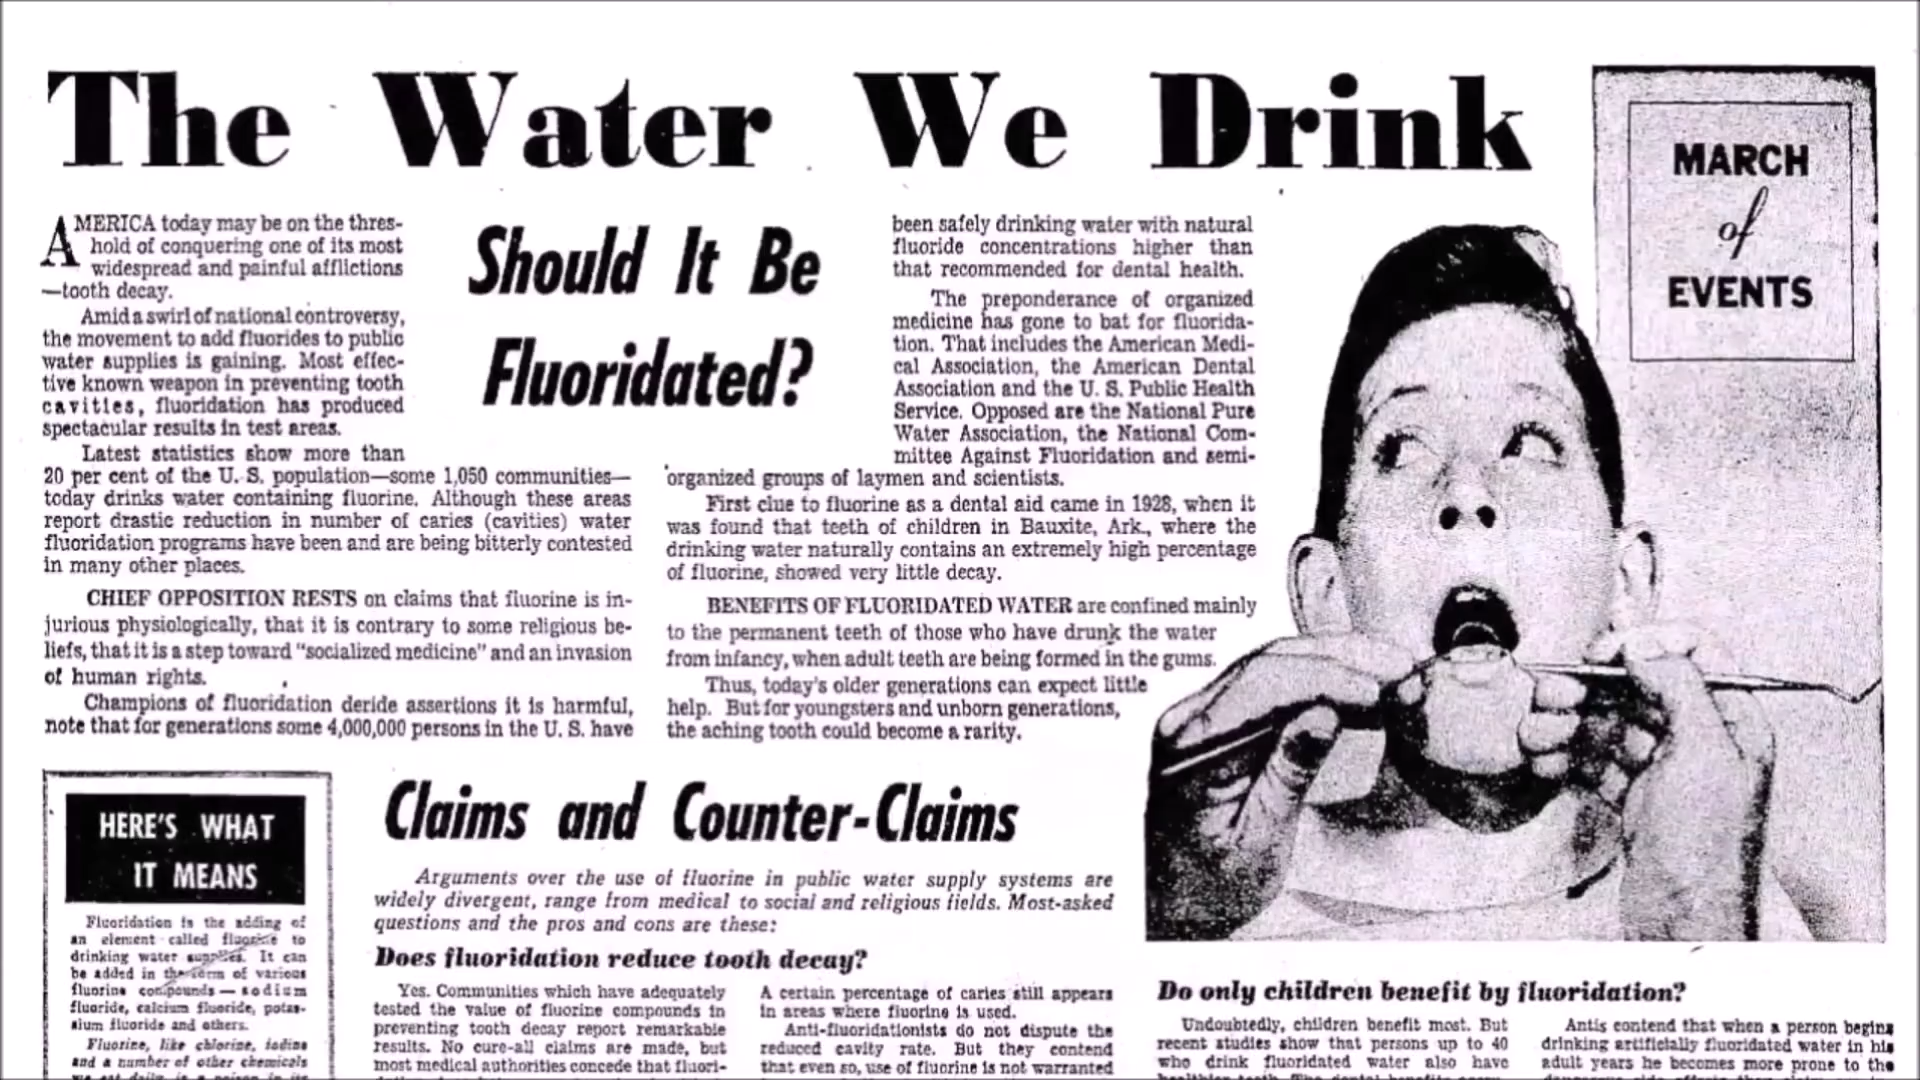 The Water We Drink
MARCH
of
EVENTS
Should It Be
Fluoridated?
AMERICA today may be on the thres-
hold of conquering one of its most
widespread and painful afflictions
—tooth decay.
Amid a swirl of national controversy,
the movement to add fluorides to public
water supplies is gaining. Most effec-
tive known weapon in preventing tooth
cavities, fluoridation has produced
spectacular results in test areas.
Latest statistics show more than
20 per cent of the U. S. population—some 1,050 communities—
today drinks water containing fluorine. Although these areas
report drastic reduction in number of caries (cavities) water
fluoridation programs have been and are being bitterly contested
in many other places.
CHIEF OPPOSITION RESTS on claims that fluorine is in-
jurious physiologically, that it is contrary to some religious be-
liefs, that it is a step toward "socialized medicine" and an invasion
of human rights.
Champions of fluoridation deride assertions it is harmful,
note that for generations some 4,000,000 persons in the U. S. have
been safely drinking water with natural
fluoride concentrations higher than
that recommended for dental health.
The preponderance of organized
medicine has gone to bat for fluorida-
tion. That includes the American Medi-
cal Association, the American Dental
Association and the U. S. Public Health
Service. Opposed are the National Pure
Water Association, the National Com-
mittee Against Fluoridation and semi-
organized groups of laymen and scientists.
First clue to fluorine as a dental aid came in 1928, when it
was found that teeth of children in Bauxite, Ark., where the
drinking water naturally contains an extremely high percentage
of fluorine, showed very little decay.
BENEFITS OF FLUORIDATED WATER are confined mainly
to the permanent teeth of those who have drunk the water
from infancy, when adult teeth are being formed in the gums.
Thus, today's older generations can expect little
help. But for youngsters and unborn generations,
the aching tooth could become a rarity.
HERE'S WHAT
IT MEANS
Fluoridation is the adding of
an element called fluorine to
drinking water supplies. It can
be added in the form of various
fluorine compounds — sodium
fluoride, calcium fluoride, potas-
sium fluoride and others.
Fluorine, like chlorine, iodine
and a number of other chemicals
Claims and Counter-Claims
Arguments over the use of fluorine in public water supply systems are
widely divergent, range from medical to social and religious fields. Most-asked
questions and the pros and cons are these:
Does fluoridation reduce tooth decay?
Yes. Communities which have adequately
tested the value of fluorine compounds in
preventing tooth decay report remarkable
results. No cure-all claims are made, but
most medical authorities concede that fluori-
A certain percentage of caries still appears
in areas where fluorine is used.
Anti-fluoridationists do not dispute the
reduced cavity rate. But they contend
that even so, use of fluorine is not warranted
Do only children benefit by fluoridation?
Undoubtedly, children benefit most. But
recent studies show that persons up to 40
who drink fluoridated water also have
Antis contend that when a person begins
drinking artificially fluoridated water in his
adult years he becomes more prone to the